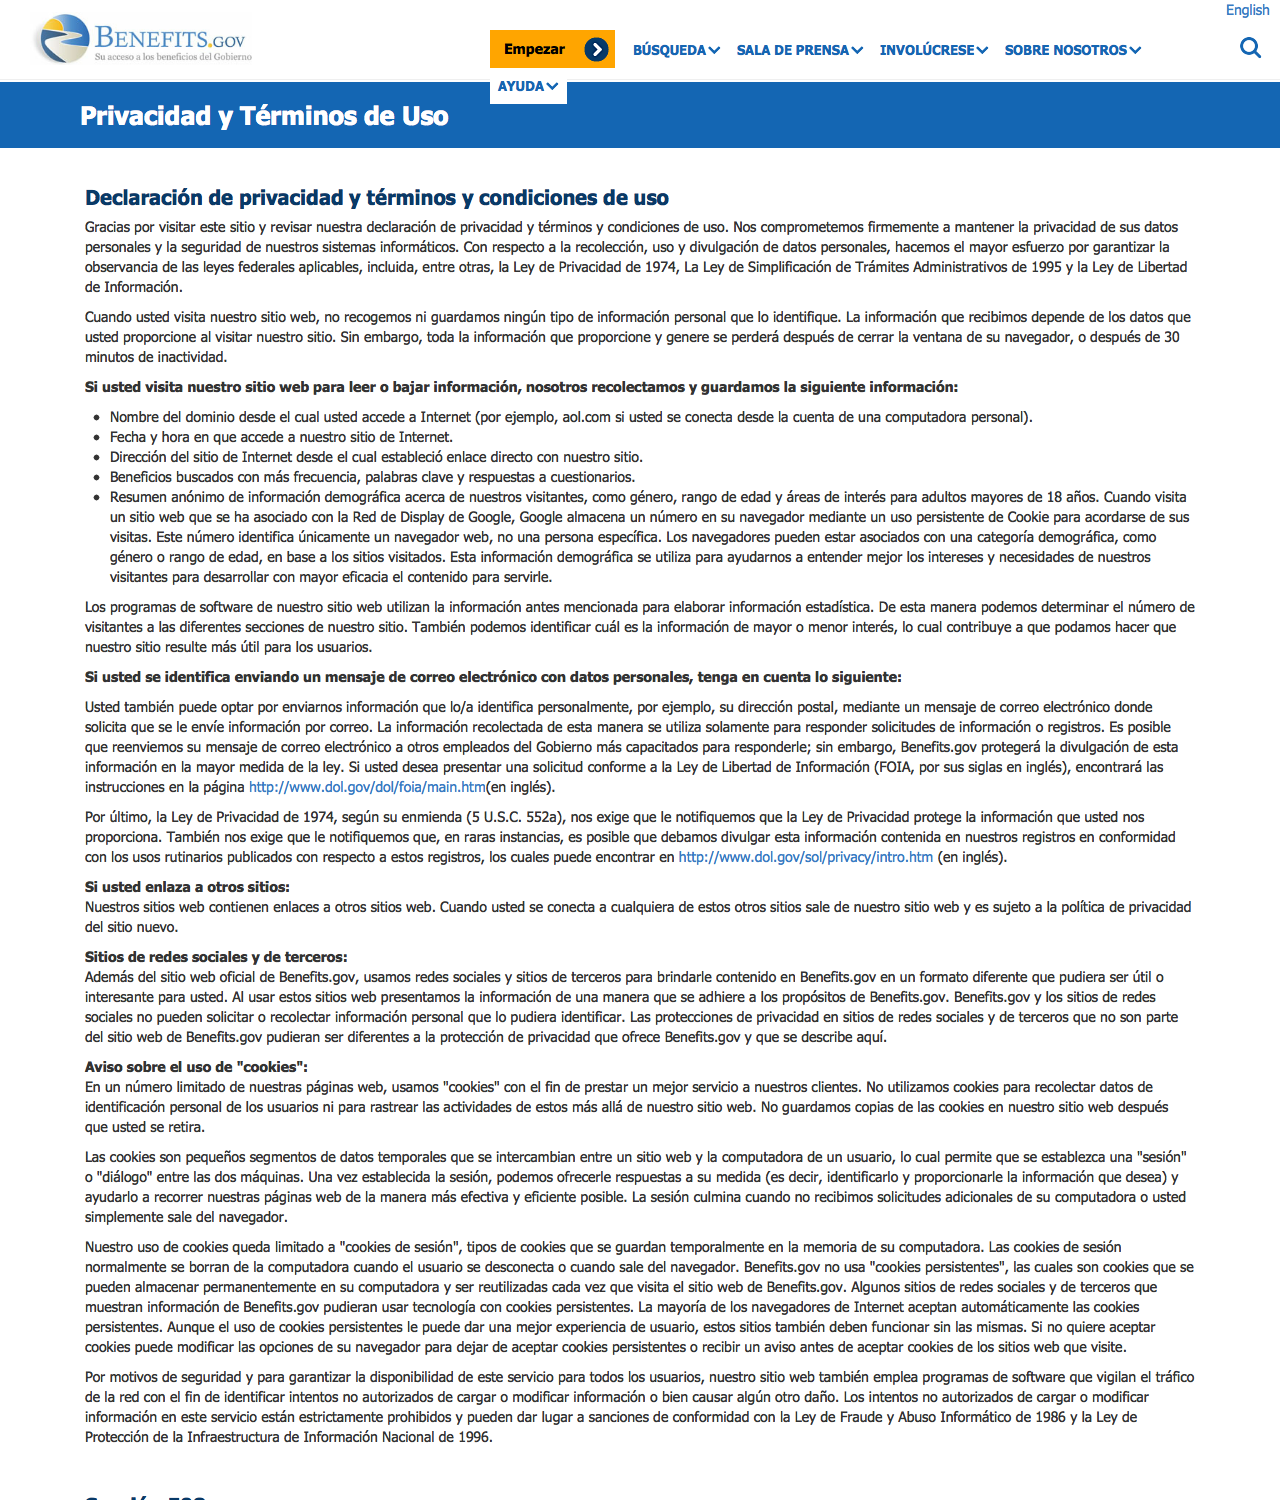 English
BENEFITS.GOV
Su acceso a los beneficios del Gobierno
Empezar
BÚSQUEDA
SALA DE PRENSA
INVOLÚCRESE
SOBRE NOSOTROS
AYUDA
Privacidad y Términos de Uso
Declaración de privacidad y términos y condiciones de uso
Gracias por visitar este sitio y revisar nuestra declaración de privacidad y términos y condiciones de uso. Nos comprometemos firmemente a mantener la privacidad de sus datos
personales y la seguridad de nuestros sistemas informáticos. Con respecto a la recolección, uso y divulgación de datos personales, hacemos el mayor esfuerzo por garantizar la
observancia de las leyes federales aplicables, incluida, entre otras, la Ley de Privacidad de 1974, La Ley de Simplificación de Trámites Administrativos de 1995 y la Ley de Libertad
de Información.
Cuando usted visita nuestro sitio web, no recogemos ni guardamos ningún tipo de información personal que lo identifique. La información que recibimos depende de los datos que
usted proporcione al visitar nuestro sitio. Sin embargo, toda la información que proporcione y genere se perderá después de cerrar la ventana de su navegador, o después de 30
minutos de inactividad.
Si usted visita nuestro sitio web para leer o bajar información, nosotros recolectamos y guardamos la siguiente información:
• Nombre del dominio desde el cual usted accede a Internet (por ejemplo, aol.com si usted se conecta desde la cuenta de una computadora personal).
• Fecha y hora en que accede a nuestro sitio de Internet.
• Dirección del sitio de Internet desde el cual estableció enlace directo con nuestro sitio.
• Beneficios buscados con más frecuencia, palabras clave y respuestas a cuestionarios.
• Resumen anónimo de información demográfica acerca de nuestros visitantes, como género, rango de edad y áreas de interés para adultos mayores de 18 años. Cuando visita
un sitio web que se ha asociado con la Red de Display de Google, Google almacena un número en su navegador mediante un uso persistente de Cookie para acordarse de sus
visitas. Este número identifica únicamente un navegador web, no una persona específica. Los navegadores pueden estar asociados con una categoría demográfica, como
género o rango de edad, en base a los sitios visitados. Esta información demográfica se utiliza para ayudarnos a entender mejor los intereses y necesidades de nuestros
visitantes para desarrollar con mayor eficacia el contenido para servirle.
Los programas de software de nuestro sitio web utilizan la información antes mencionada para elaborar información estadística. De esta manera podemos determinar el número de
visitantes a las diferentes secciones de nuestro sitio. También podemos identificar cuál es la información de mayor o menor interés, lo cual contribuye a que podamos hacer que
nuestro sitio resulte más útil para los usuarios.
Si usted se identifica enviando un mensaje de correo electrónico con datos personales, tenga en cuenta lo siguiente:
Usted también puede optar por enviarnos información que lo/a identifica personalmente, por ejemplo, su dirección postal, mediante un mensaje de correo electrónico donde
solicita que se le envíe información por correo. La información recolectada de esta manera se utiliza solamente para responder solicitudes de información o registros. Es posible
que reenviemos su mensaje de correo electrónico a otros empleados del Gobierno más capacitados para responderle; sin embargo, Benefits.gov protegerá la divulgación de esta
información en la mayor medida de la ley. Si usted desea presentar una solicitud conforme a la Ley de Libertad de Información (FOIA, por sus siglas en inglés), encontrará las
instrucciones en la página http://www.dol.gov/dol/foia/main.htm(en inglés).
Por último, la Ley de Privacidad de 1974, según su enmienda (5 U.S.C. 552a), nos exige que le notifiquemos que la Ley de Privacidad protege la información que usted nos
proporciona. También nos exige que le notifiquemos que, en raras instancias, es posible que debamos divulgar esta información contenida en nuestros registros en conformidad
con los usos rutinarios publicados con respecto a estos registros, los cuales puede encontrar en http://www.dol.gov/sol/privacy/intro.htm (en inglés).
Si usted enlaza a otros sitios:
Nuestros sitios web contienen enlaces a otros sitios web. Cuando usted se conecta a cualquiera de estos otros sitios sale de nuestro sitio web y es sujeto a la política de privacidad
del sitio nuevo.
Sitios de redes sociales y de terceros:
Además del sitio web oficial de Benefits.gov, usamos redes sociales y sitios de terceros para brindarle contenido en Benefits.gov en un formato diferente que pudiera ser útil o
interesante para usted. Al usar estos sitios web presentamos la información de una manera que se adhiere a los propósitos de Benefits.gov. Benefits.gov y los sitios de redes
sociales no pueden solicitar o recolectar información personal que lo pudiera identificar. Las protecciones de privacidad en sitios de redes sociales y de terceros que no son parte
del sitio web de Benefits.gov pudieran ser diferentes a la protección de privacidad que ofrece Benefits.gov y que se describe aquí.
Aviso sobre el uso de "cookies":
En un número limitado de nuestras páginas web, usamos "cookies" con el fin de prestar un mejor servicio a nuestros clientes. No utilizamos cookies para recolectar datos de
identificación personal de los usuarios ni para rastrear las actividades de estos más allá de nuestro sitio web. No guardamos copias de las cookies en nuestro sitio web después
que usted se retira.
Las cookies son pequeños segmentos de datos temporales que se intercambian entre un sitio web y la computadora de un usuario, lo cual permite que se establezca una "sesión"
o "diálogo" entre las dos máquinas. Una vez establecida la sesión, podemos ofrecerle respuestas a su medida (es decir, identificarlo y proporcionarle la información que desea) y
ayudarlo a recorrer nuestras páginas web de la manera más efectiva y eficiente posible. La sesión culmina cuando no recibimos solicitudes adicionales de su computadora o usted
simplemente sale del navegador.
Nuestro uso de cookies queda limitado a "cookies de sesión", tipos de cookies que se guardan temporalmente en la memoria de su computadora. Las cookies de sesión
normalmente se borran de la computadora cuando el usuario se desconecta o cuando sale del navegador. Benefits.gov no usa "cookies persistentes", las cuales son cookies que se
pueden almacenar permanentemente en su computadora y ser reutilizadas cada vez que visita el sitio web de Benefits.gov. Algunos sitios de redes sociales y de terceros que
muestran información de Benefits.gov pudieran usar tecnología con cookies persistentes. La mayoría de los navegadores de Internet aceptan automáticamente las cookies
persistentes. Aunque el uso de cookies persistentes le puede dar una mejor experiencia de usuario, estos sitios también deben funcionar sin las mismas. Si no quiere aceptar
cookies puede modificar las opciones de su navegador para dejar de aceptar cookies persistentes o recibir un aviso antes de aceptar cookies de los sitios web que visite.
Por motivos de seguridad y para garantizar la disponibilidad de este servicio para todos los usuarios, nuestro sitio web también emplea programas de software que vigilan el tráfico
de la red con el fin de identificar intentos no autorizados de cargar o modificar información o bien causar algún otro daño. Los intentos no autorizados de cargar o modificar
información en este servicio están estrictamente prohibidos y pueden dar lugar a sanciones de conformidad con la Ley de Fraude y Abuso Informático de 1986 y la Ley de
Protección de la Infraestructura de Información Nacional de 1996.